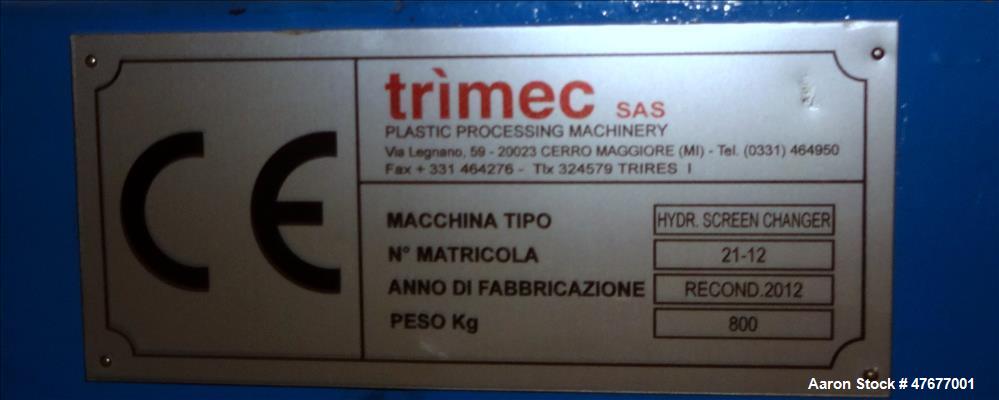 CE
trìmec SAS
PLASTIC PROCESSING MACHINERY
Via Legnano, 59 - 20023 CERRO MAGGIORE (MI) - Tel. (0331) 464950
Fax + 331 464276 - Tlx 324579 TRIRES I
MACCHINA TIPO HYDR. SCREEN CHANGER
N° MATRICOLA 21-12
ANNO DI FABBRICAZIONE RECOND.2012
PESO Kg 800
Aaron Stock # 47677001